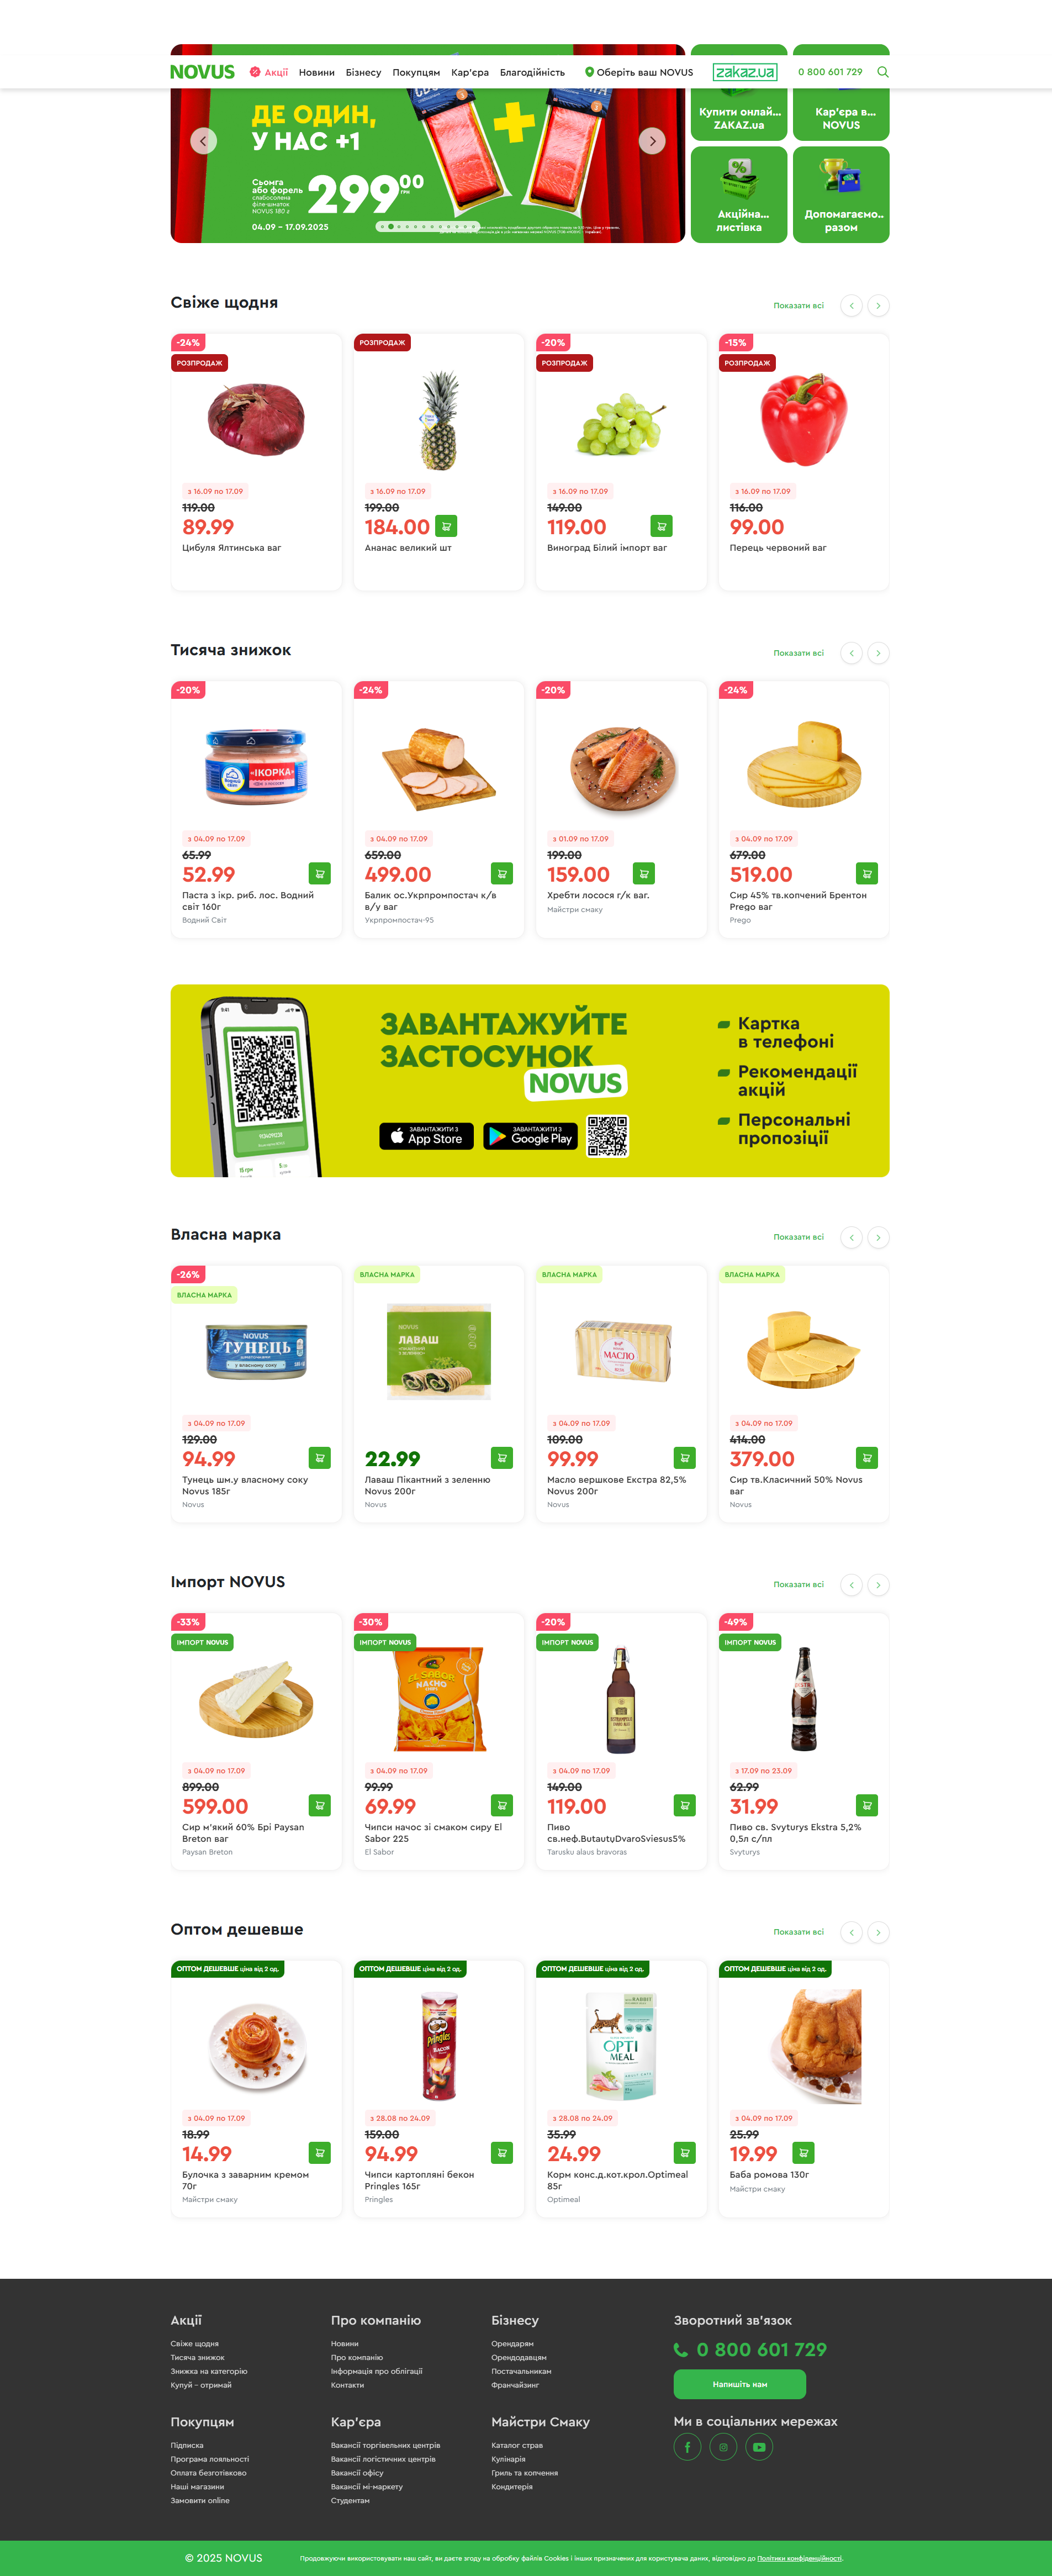 NOVUS
Акції
Новини
Бізнесу
Покупцям
Кар'єра
Благодійність
Оберіть ваш NOVUS
zakaz.ua
0 800 601 729
ДЕ ОДИН,
У НАС +1
Сьомга
або форель
слабосолена
філе-шматок
NOVUS 180 г
299 00
грн
04.09 – 17.09.2025
Купити онлай...
ZAKAZ.ua
Кар'єра в...
NOVUS
Акційна...
листівка
Допомагаємо..
разом
Свіже щодня
Показати всі
-24%
РОЗПРОДАЖ
з 16.09 по 17.09
119.00
89.99
Цибуля Ялтинська ваг
РОЗПРОДАЖ
з 16.09 по 17.09
199.00
184.00
Ананас великий шт
-20%
РОЗПРОДАЖ
з 16.09 по 17.09
149.00
119.00
Виноград Білий імпорт ваг
-15%
РОЗПРОДАЖ
з 16.09 по 17.09
116.00
99.00
Перець червоний ваг
Тисяча знижок
Показати всі
-20%
ІКОРКА
з 04.09 по 17.09
65.99
52.99
Паста з ікр. риб. лос. Водний
світ 160г
Водний Світ
-24%
з 04.09 по 17.09
659.00
499.00
Балик ос.Укрпромпостач к/в
в/у ваг
Укрпромпостач-95
-20%
з 01.09 по 17.09
199.00
159.00
Хребти лосося г/к ваг.
Майстри смаку
-24%
з 04.09 по 17.09
679.00
519.00
Сир 45% тв.копчений Брентон
Prego ваг
Prego
9:41
ЗАВАНТАЖУЙТЕ
ЗАСТОСУНОК
NOVUS
ЗАВАНТАЖИТИ З
App Store
ЗАВАНТАЖИТИ З
Google Play
Картка
в телефоні
Рекомендації
акцій
Персональні
пропозиції
Власна марка
Показати всі
-26%
ВЛАСНА МАРКА
NOVUS
ТУНЕЦЬ
у власному соку
з 04.09 по 17.09
129.00
94.99
Тунець шм.у власному соку
Novus 185г
Novus
ВЛАСНА МАРКА
NOVUS
ЛАВАШ
22.99
Лаваш Пікантний з зеленню
Novus 200г
Novus
ВЛАСНА МАРКА
МАСЛО
з 04.09 по 17.09
109.00
99.99
Масло вершкове Екстра 82,5%
Novus 200г
Novus
ВЛАСНА МАРКА
з 04.09 по 17.09
414.00
379.00
Сир тв.Класичний 50% Novus
ваг
Novus
Імпорт NOVUS
Показати всі
-33%
ІМПОРТ NOVUS
з 04.09 по 17.09
899.00
599.00
Сир м'який 60% Брі Paysan
Breton ваг
Paysan Breton
-30%
ІМПОРТ NOVUS
EL SABOR
NACHO
CHIPS
з 04.09 по 17.09
99.99
69.99
Чипси начос зі смаком сиру El
Sabor 225
El Sabor
-20%
ІМПОРТ NOVUS
з 04.09 по 17.09
149.00
119.00
Пиво
св.неф.ButautųDvaroSviesus5%
Tarusku alaus bravoras
-49%
ІМПОРТ NOVUS
з 17.09 по 23.09
62.99
31.99
Пиво св. Svyturys Ekstra 5,2%
0,5л с/пл
Svyturys
Оптом дешевше
Показати всі
ОПТОМ ДЕШЕВШЕ ціна від 2 од.
з 04.09 по 17.09
18.99
14.99
Булочка з заварним кремом
70г
Майстри смаку
ОПТОМ ДЕШЕВШЕ ціна від 2 од.
Pringles
BACON
з 28.08 по 24.09
159.00
94.99
Чипси картопляні бекон
Pringles 165г
Pringles
ОПТОМ ДЕШЕВШЕ ціна від 2 од.
RABBIT
OPTI
MEAL
ADULT CATS
з 28.08 по 24.09
35.99
24.99
Корм конс.д.кот.крол.Optimeal
85г
Optimeal
ОПТОМ ДЕШЕВШЕ ціна від 2 од.
з 04.09 по 17.09
25.99
19.99
Баба ромова 130г
Майстри смаку
Акції
Свіже щодня
Тисяча знижок
Знижка на категорію
Купуй - отримай
Про компанію
Новини
Про компанію
Інформація про облігації
Контакти
Бізнесу
Орендарям
Орендодавцям
Постачальникам
Франчайзинг
Зворотний зв'язок
0 800 601 729
Напишіть нам
Покупцям
Підписка
Програма лояльності
Оплата безготівково
Наші магазини
Замовити online
Кар'єра
Вакансії торгівельних центрів
Вакансії логістичних центрів
Вакансії офісу
Вакансії мі-маркету
Студентам
Майстри Смаку
Каталог страв
Кулінарія
Гриль та копчення
Кондитерія
Ми в соціальних мережах
© 2025 NOVUS
Продовжуючи використовувати наш сайт, ви даєте згоду на обробку файлів Cookies і інших призначених для користувача даних, відповідно до Політики конфіденційності.